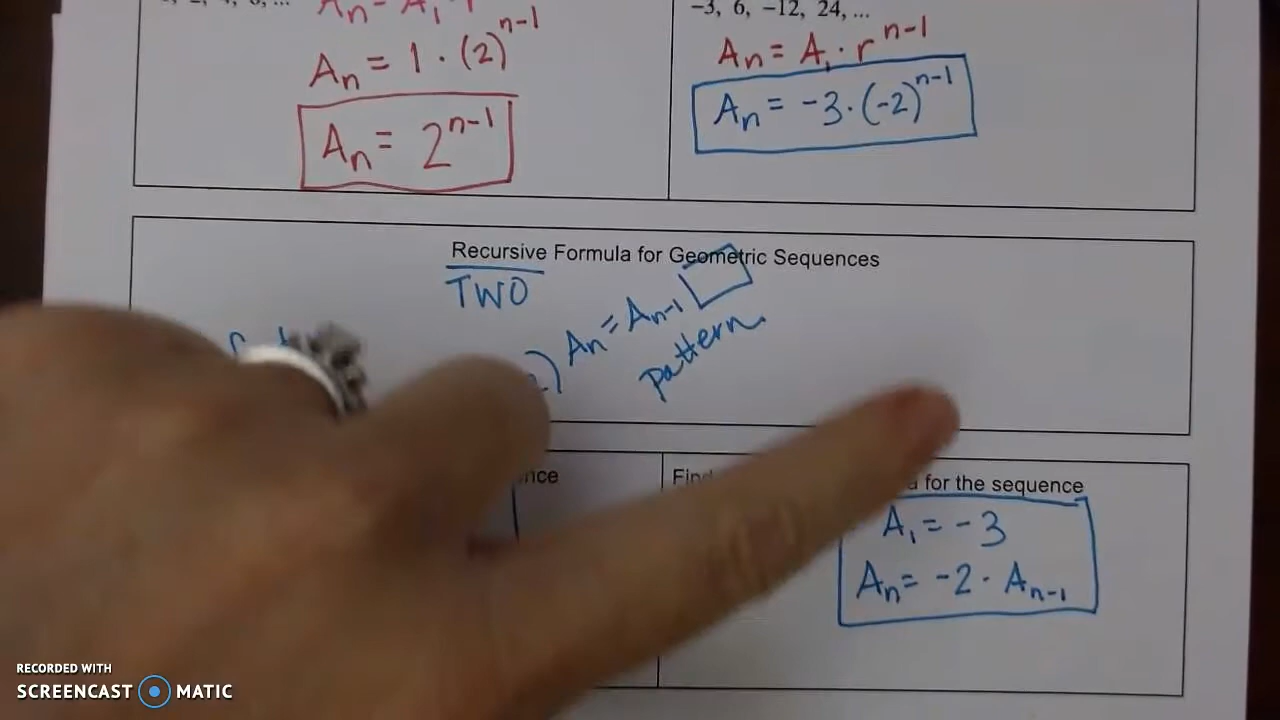 -3, 6, -12, 24, ...
An = 1 · (2)^n-1
An = 2^n-1
An = A1 · r^n-1
An = -3 · (-2)^n-1
Recursive Formula for Geometric Sequences
TWO
An = An-1
pattern
for the sequence
A1 = -3
An = -2 · An-1
RECORDED WITH
SCREENCAST MATIC